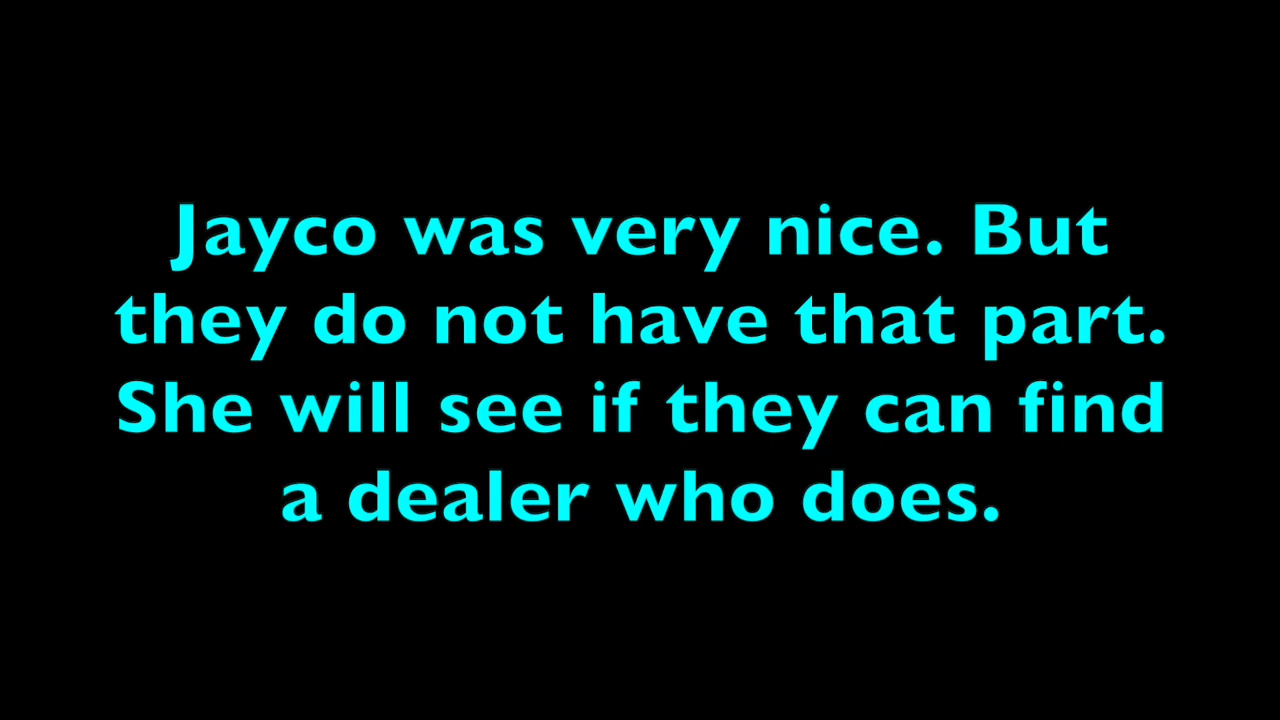 Jayco was very nice. But
they do not have that part.
She will see if they can find
a dealer who does.